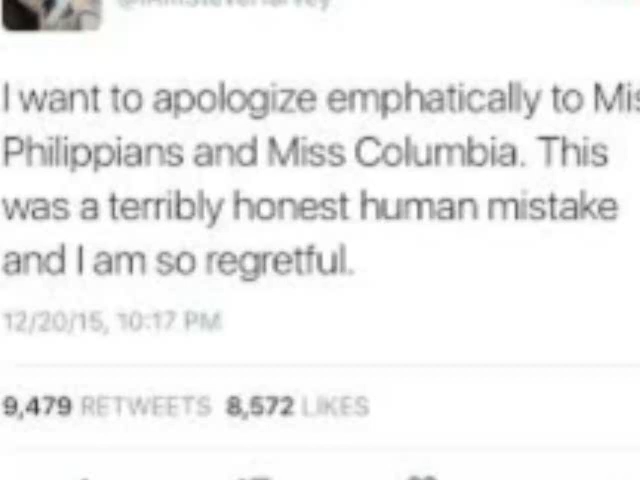 @IAmSteveHarvey
I want to apologize emphatically to Mis
Philippians and Miss Columbia. This
was a terribly honest human mistake
and I am so regretful.
12/20/15, 10:17 PM
9,479 RETWEETS 8,572 LIKES